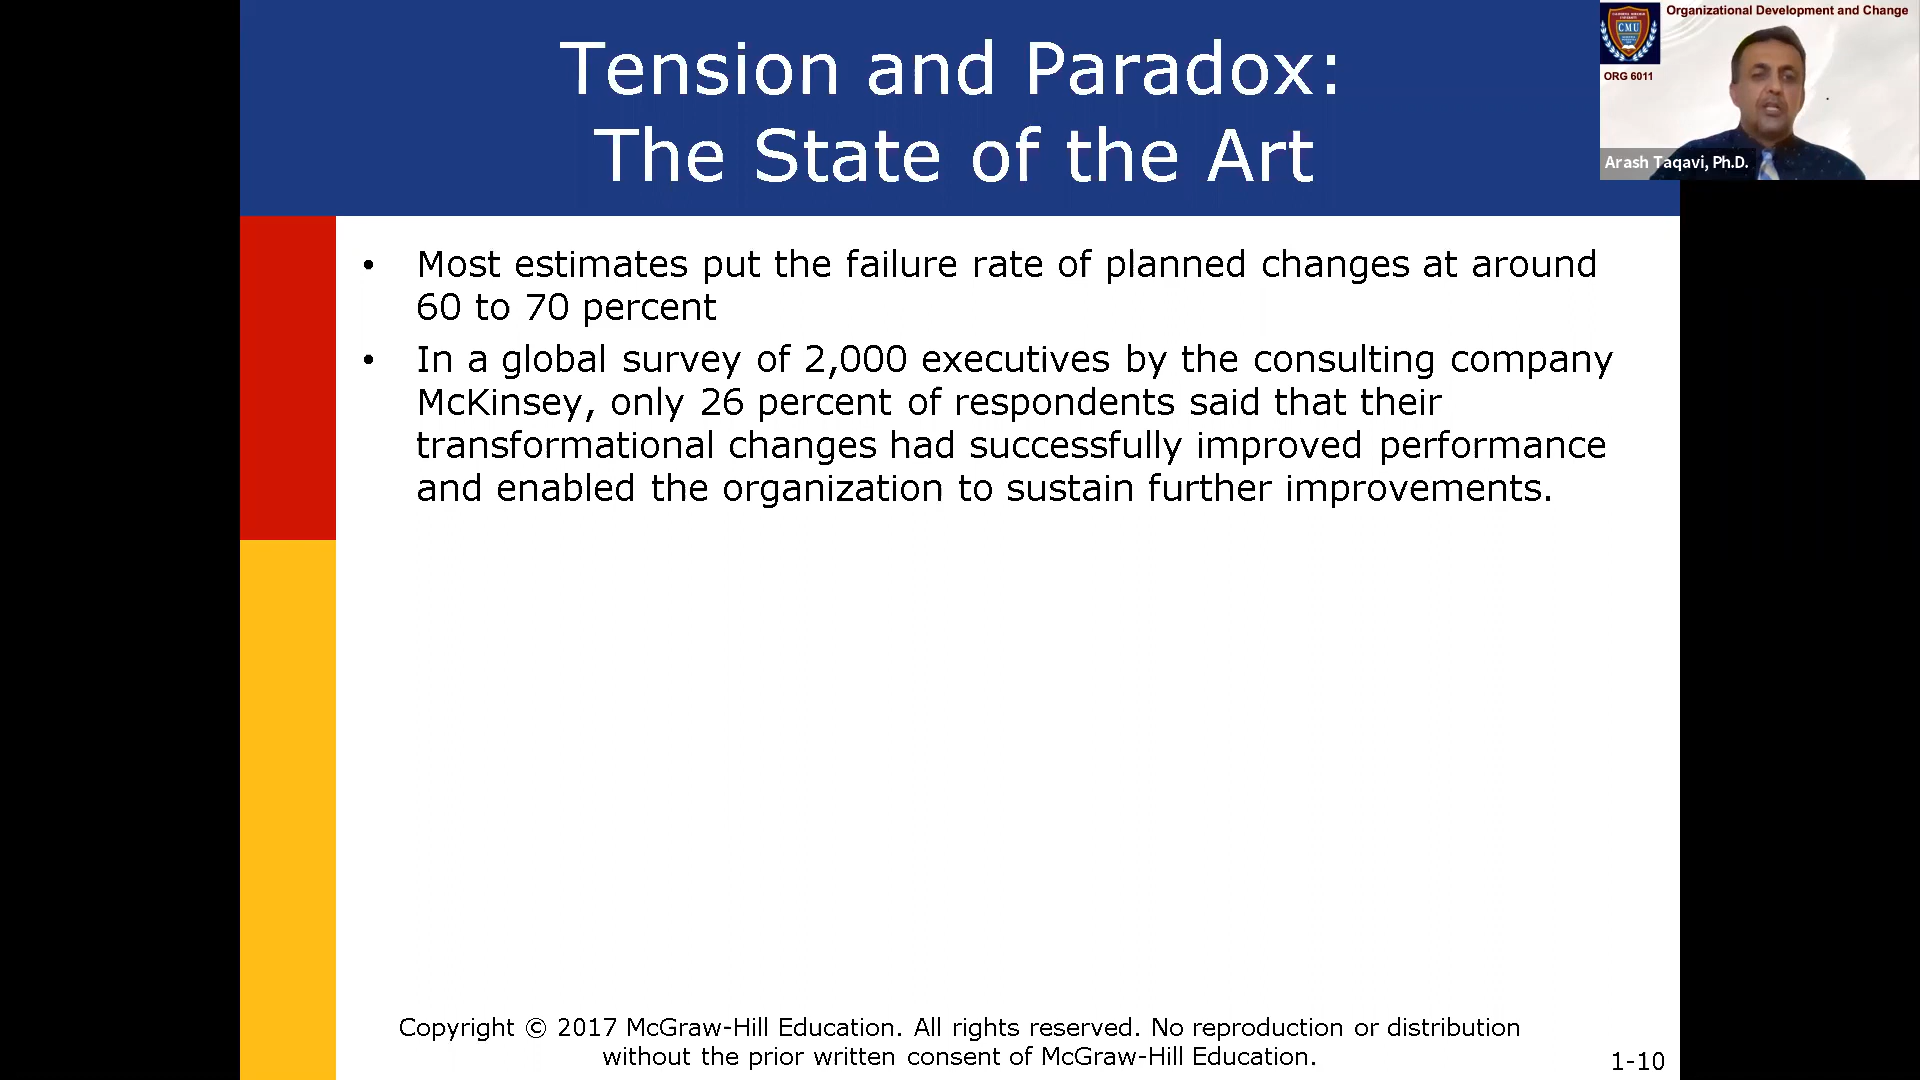 Tension and Paradox:
The State of the Art
Organizational Development and Change
CMU
ORG 6011
Arash Taqavi, Ph.D.
• Most estimates put the failure rate of planned changes at around
60 to 70 percent
• In a global survey of 2,000 executives by the consulting company
McKinsey, only 26 percent of respondents said that their
transformational changes had successfully improved performance
and enabled the organization to sustain further improvements.
Copyright © 2017 McGraw-Hill Education. All rights reserved. No reproduction or distribution
without the prior written consent of McGraw-Hill Education.
1-10